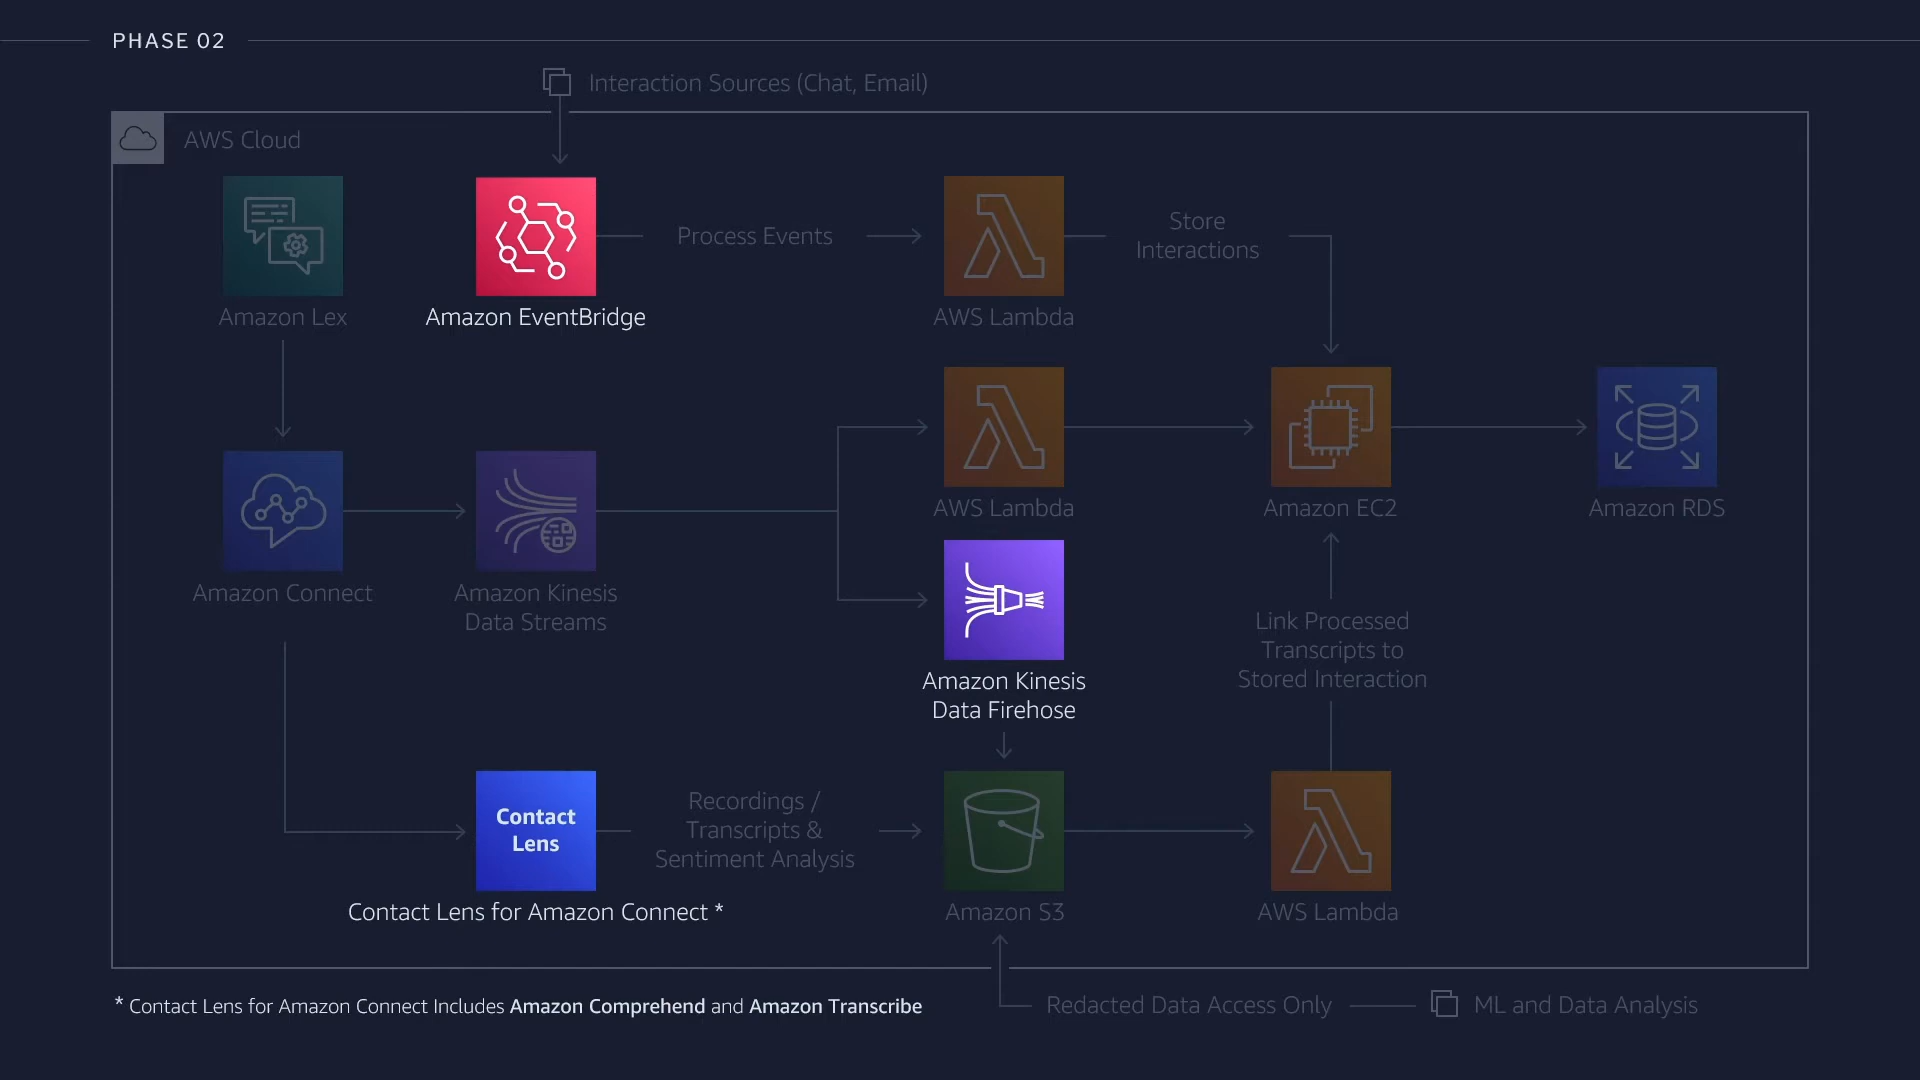 PHASE 02
Interaction Sources (Chat, Email)
AWS Cloud
Amazon Lex
Amazon EventBridge
Process Events
AWS Lambda
Store
Interactions
AWS Lambda
Amazon EC2
Amazon RDS
Amazon Connect
Amazon Kinesis
Data Streams
Amazon Kinesis
Data Firehose
Link Processed
Transcripts to
Stored Interaction
Contact
Lens
Contact Lens for Amazon Connect *
Recordings /
Transcripts &
Sentiment Analysis
Amazon S3
AWS Lambda
* Contact Lens for Amazon Connect Includes Amazon Comprehend and Amazon Transcribe
Redacted Data Access Only
ML and Data Analysis